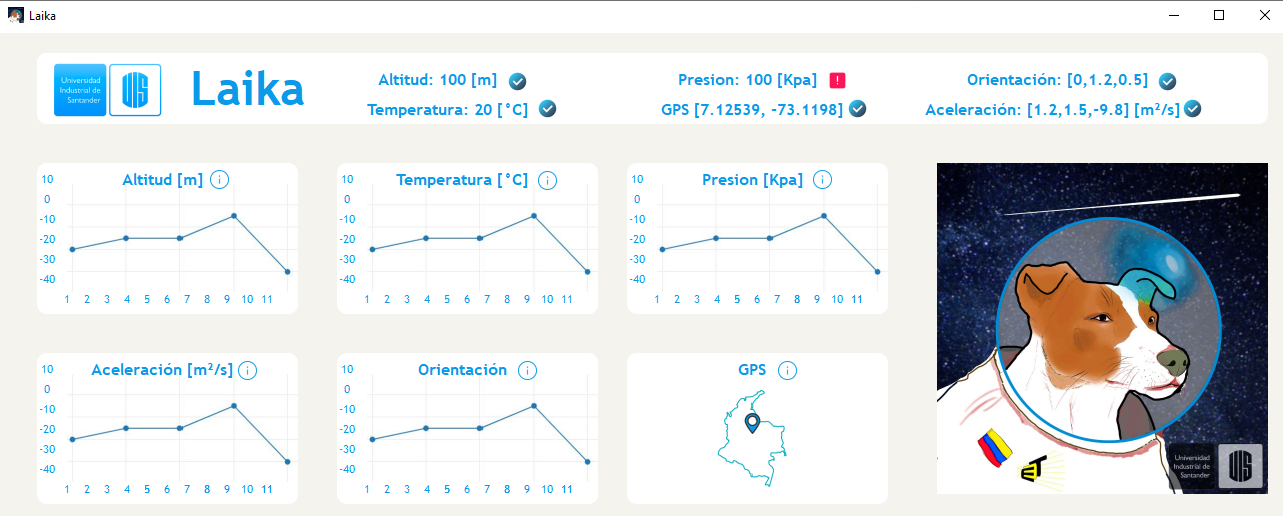 Laika
Universidad
Industrial de
Santander
UIS
Laika
Altitud: 100 [m]
Temperatura: 20 [°C]
Presion: 100 [Kpa]
!
GPS [7.12539, -73.1198]
Orientación: [0,1.2,0.5]
Aceleración: [1.2,1.5,-9.8] [m²/s]
Altitud [m] i
10
0
-10
-20
-30
-40
1 2 3 4 5 6 7 8 9 10 11
Temperatura [°C] i
10
0
-10
-20
-30
-40
1 2 3 4 5 6 7 8 9 10 11
Presion [Kpa] i
10
0
-10
-20
-30
-40
1 2 3 4 5 6 7 8 9 10 11
Aceleración [m²/s] i
10
0
-10
-20
-30
-40
1 2 3 4 5 6 7 8 9 10 11
Orientación i
10
0
-10
-20
-30
-40
1 2 3 4 5 6 7 8 9 10 11
GPS i
Universidad
Industrial de
Santander
UIS